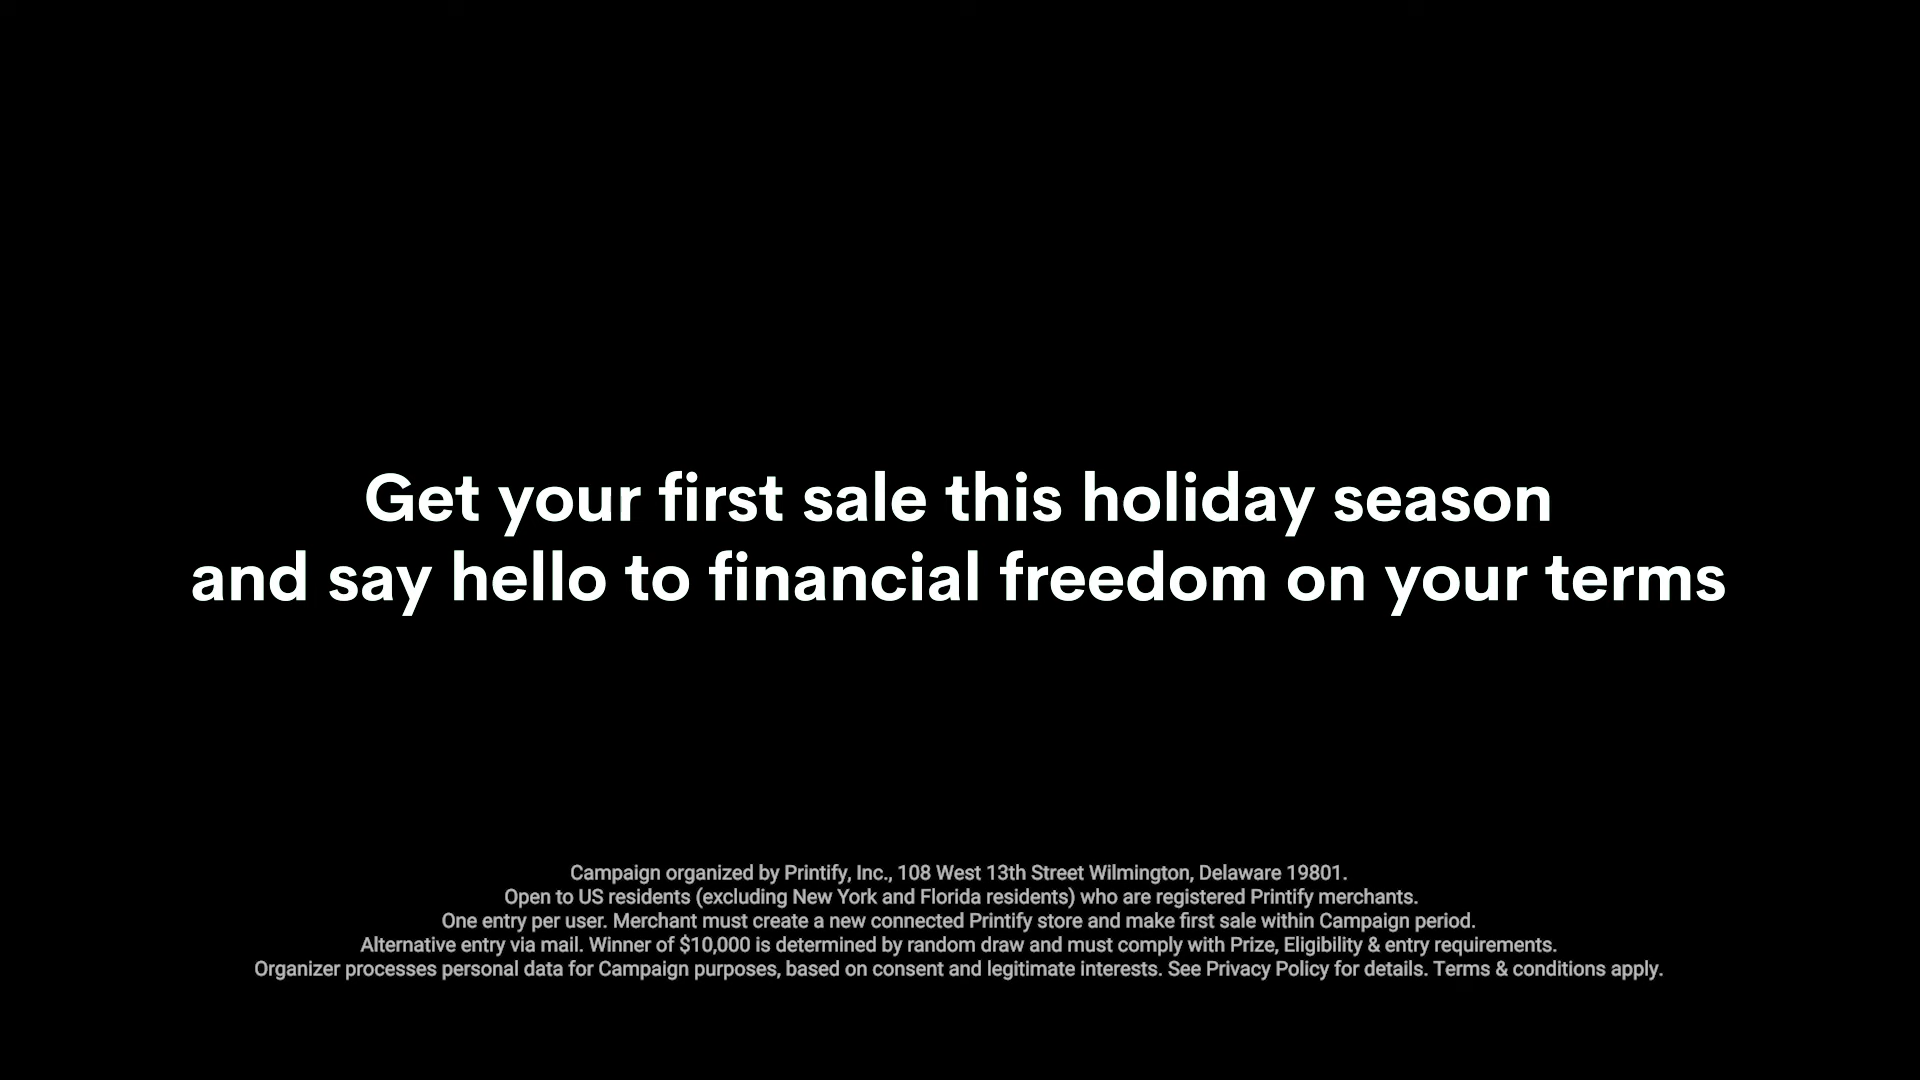 Get your first sale this holiday season
and say hello to financial freedom on your terms
Campaign organized by Printify, Inc., 108 West 13th Street Wilmington, Delaware 19801.
Open to US residents (excluding New York and Florida residents) who are registered Printify merchants.
One entry per user. Merchant must create a new connected Printify store and make first sale within Campaign period.
Alternative entry via mail. Winner of $10,000 is determined by random draw and must comply with Prize, Eligibility & entry requirements.
Organizer processes personal data for Campaign purposes, based on consent and legitimate interests. See Privacy Policy for details. Terms & conditions apply.